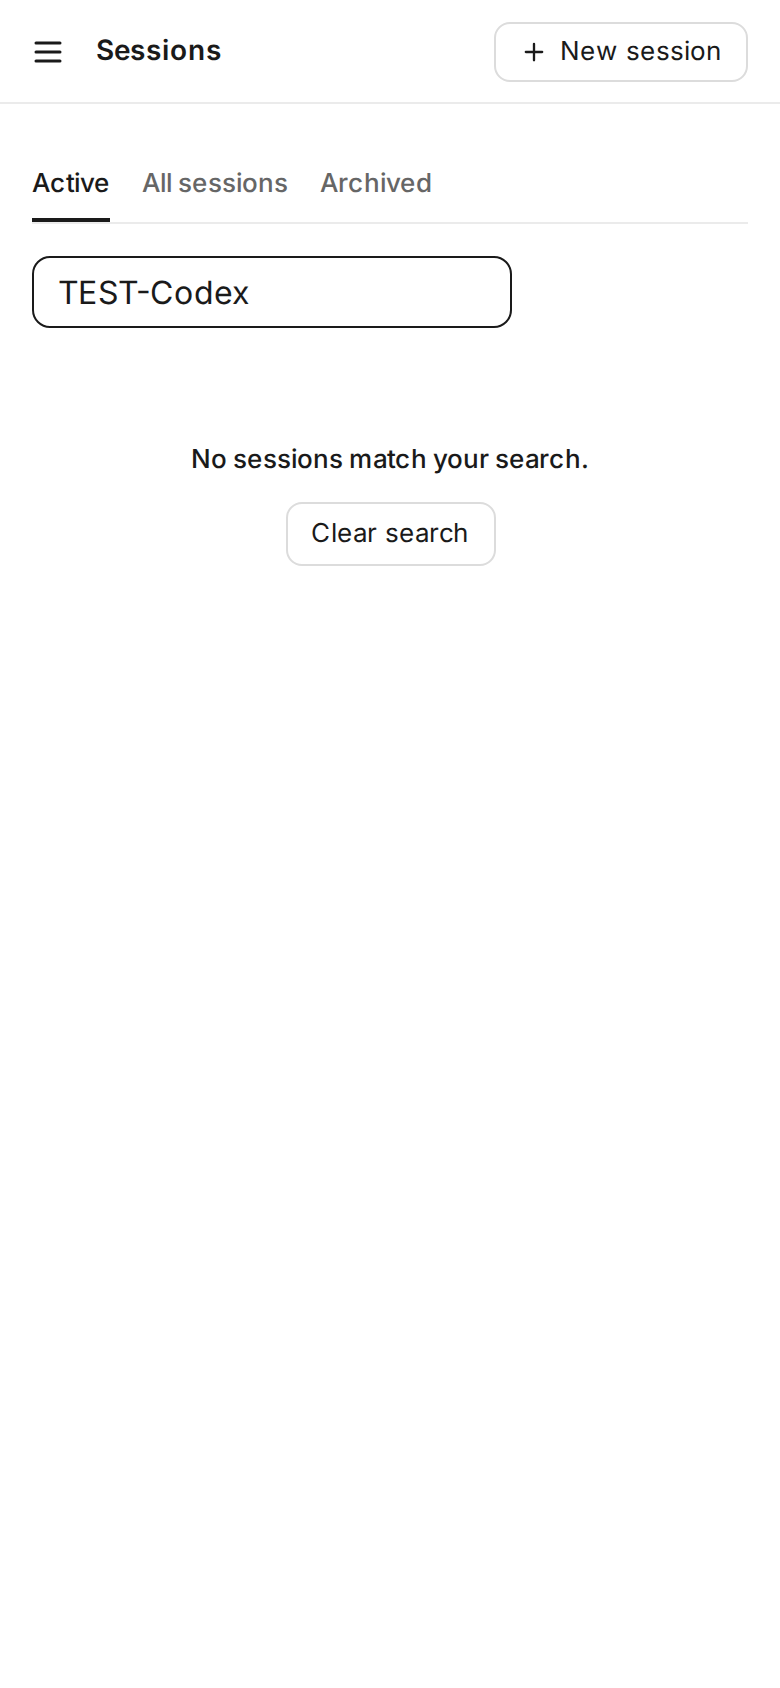 Sessions
New session
Active
All sessions
Archived
TEST-Codex
No sessions match your search.
Clear search